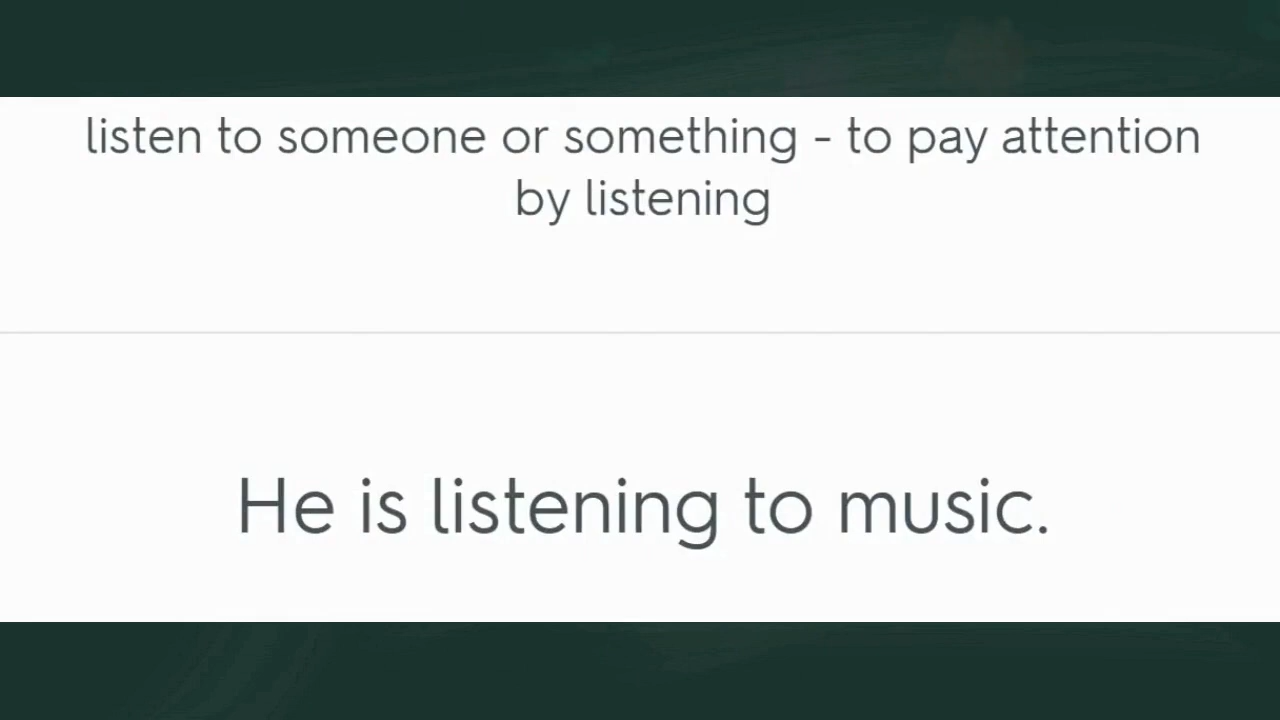 listen to someone or something - to pay attention
by listening
He is listening to music.